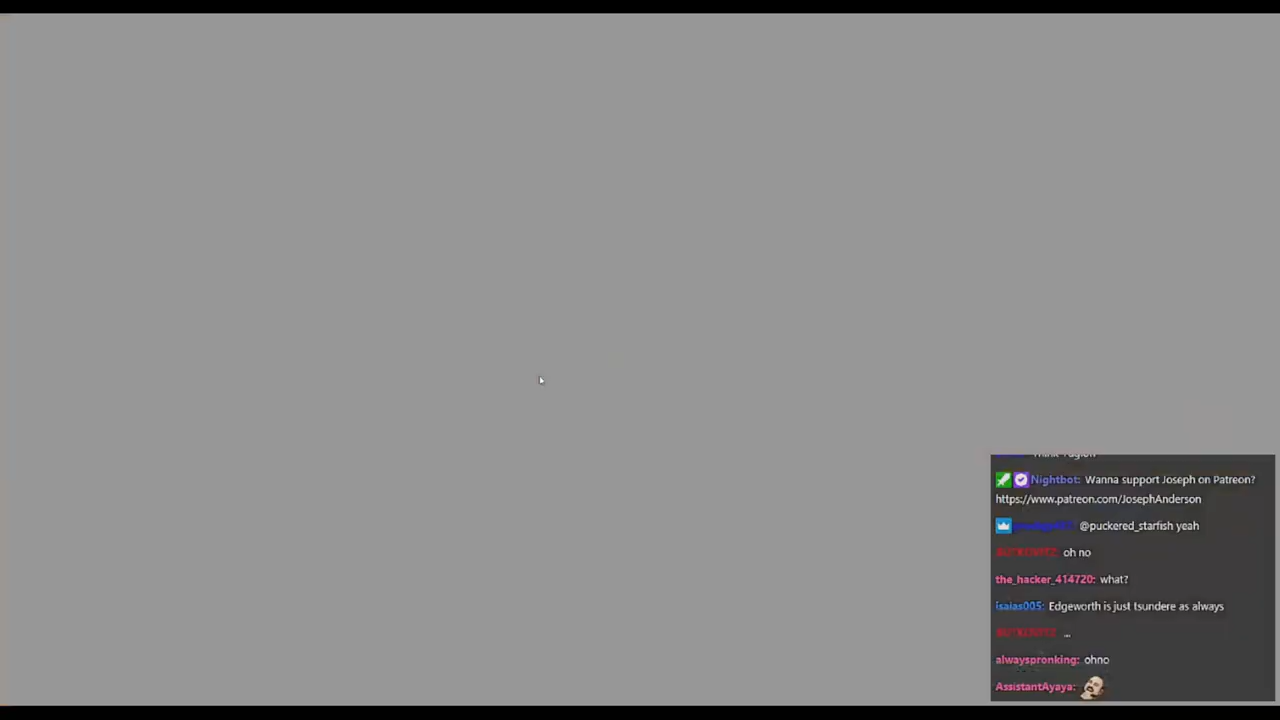 Nightbot: Wanna support Joseph on Patreon?
https://www.patreon.com/JosephAnderson
@puckered_starfish yeah
oh no
the_hacker_414720: what?
isaias005: Edgeworth is just tsundere as always
...
alwayspronking: ohno
AssistantAyaya: